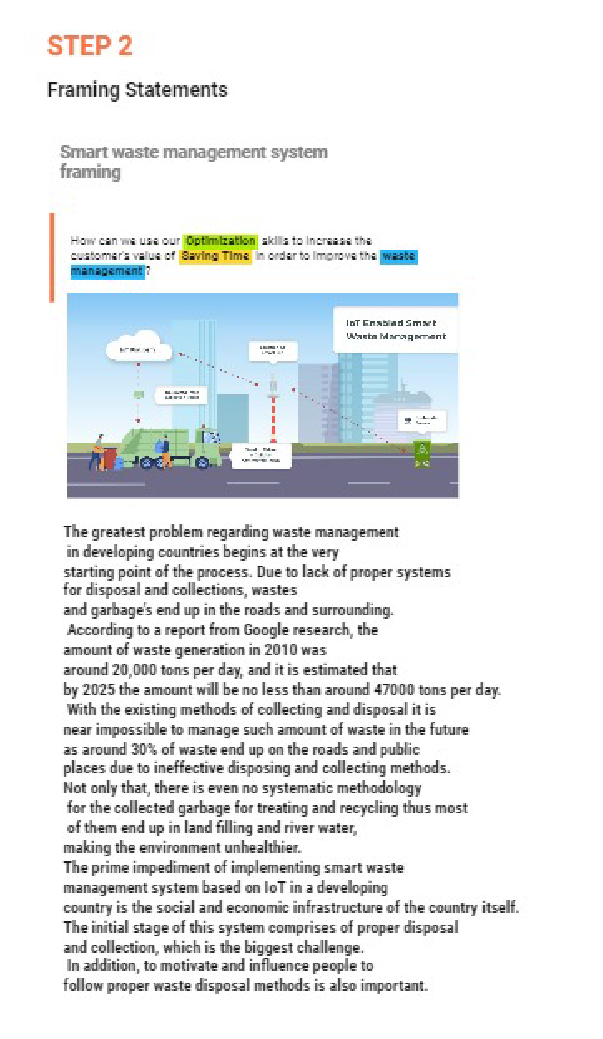 STEP 2
Framing Statements
Smart waste management system
framing
How can we use our Optimization skills to increase the
customer's value of Saving Time in order to improve the waste
management?
IoT Enabled Smart
Waste Management
The greatest problem regarding waste management
in developing countries begins at the very
starting point of the process. Due to lack of proper systems
for disposal and collections, wastes
and garbage's end up in the roads and surrounding.
According to a report from Google research, the
amount of waste generation in 2010 was
around 20,000 tons per day, and it is estimated that
by 2025 the amount will be no less than around 47000 tons per day.
With the existing methods of collecting and disposal it is
near impossible to manage such amount of waste in the future
as around 30% of waste end up on the roads and public
places due to ineffective disposing and collecting methods.
Not only that, there is even no systematic methodology
for the collected garbage for treating and recycling thus most
of them end up in land filling and river water,
making the environment unhealthier.
The prime impediment of implementing smart waste
management system based on IoT in a developing
country is the social and economic infrastructure of the country itself.
The initial stage of this system comprises of proper disposal
and collection, which is the biggest challenge.
In addition, to motivate and influence people to
follow proper waste disposal methods is also important.